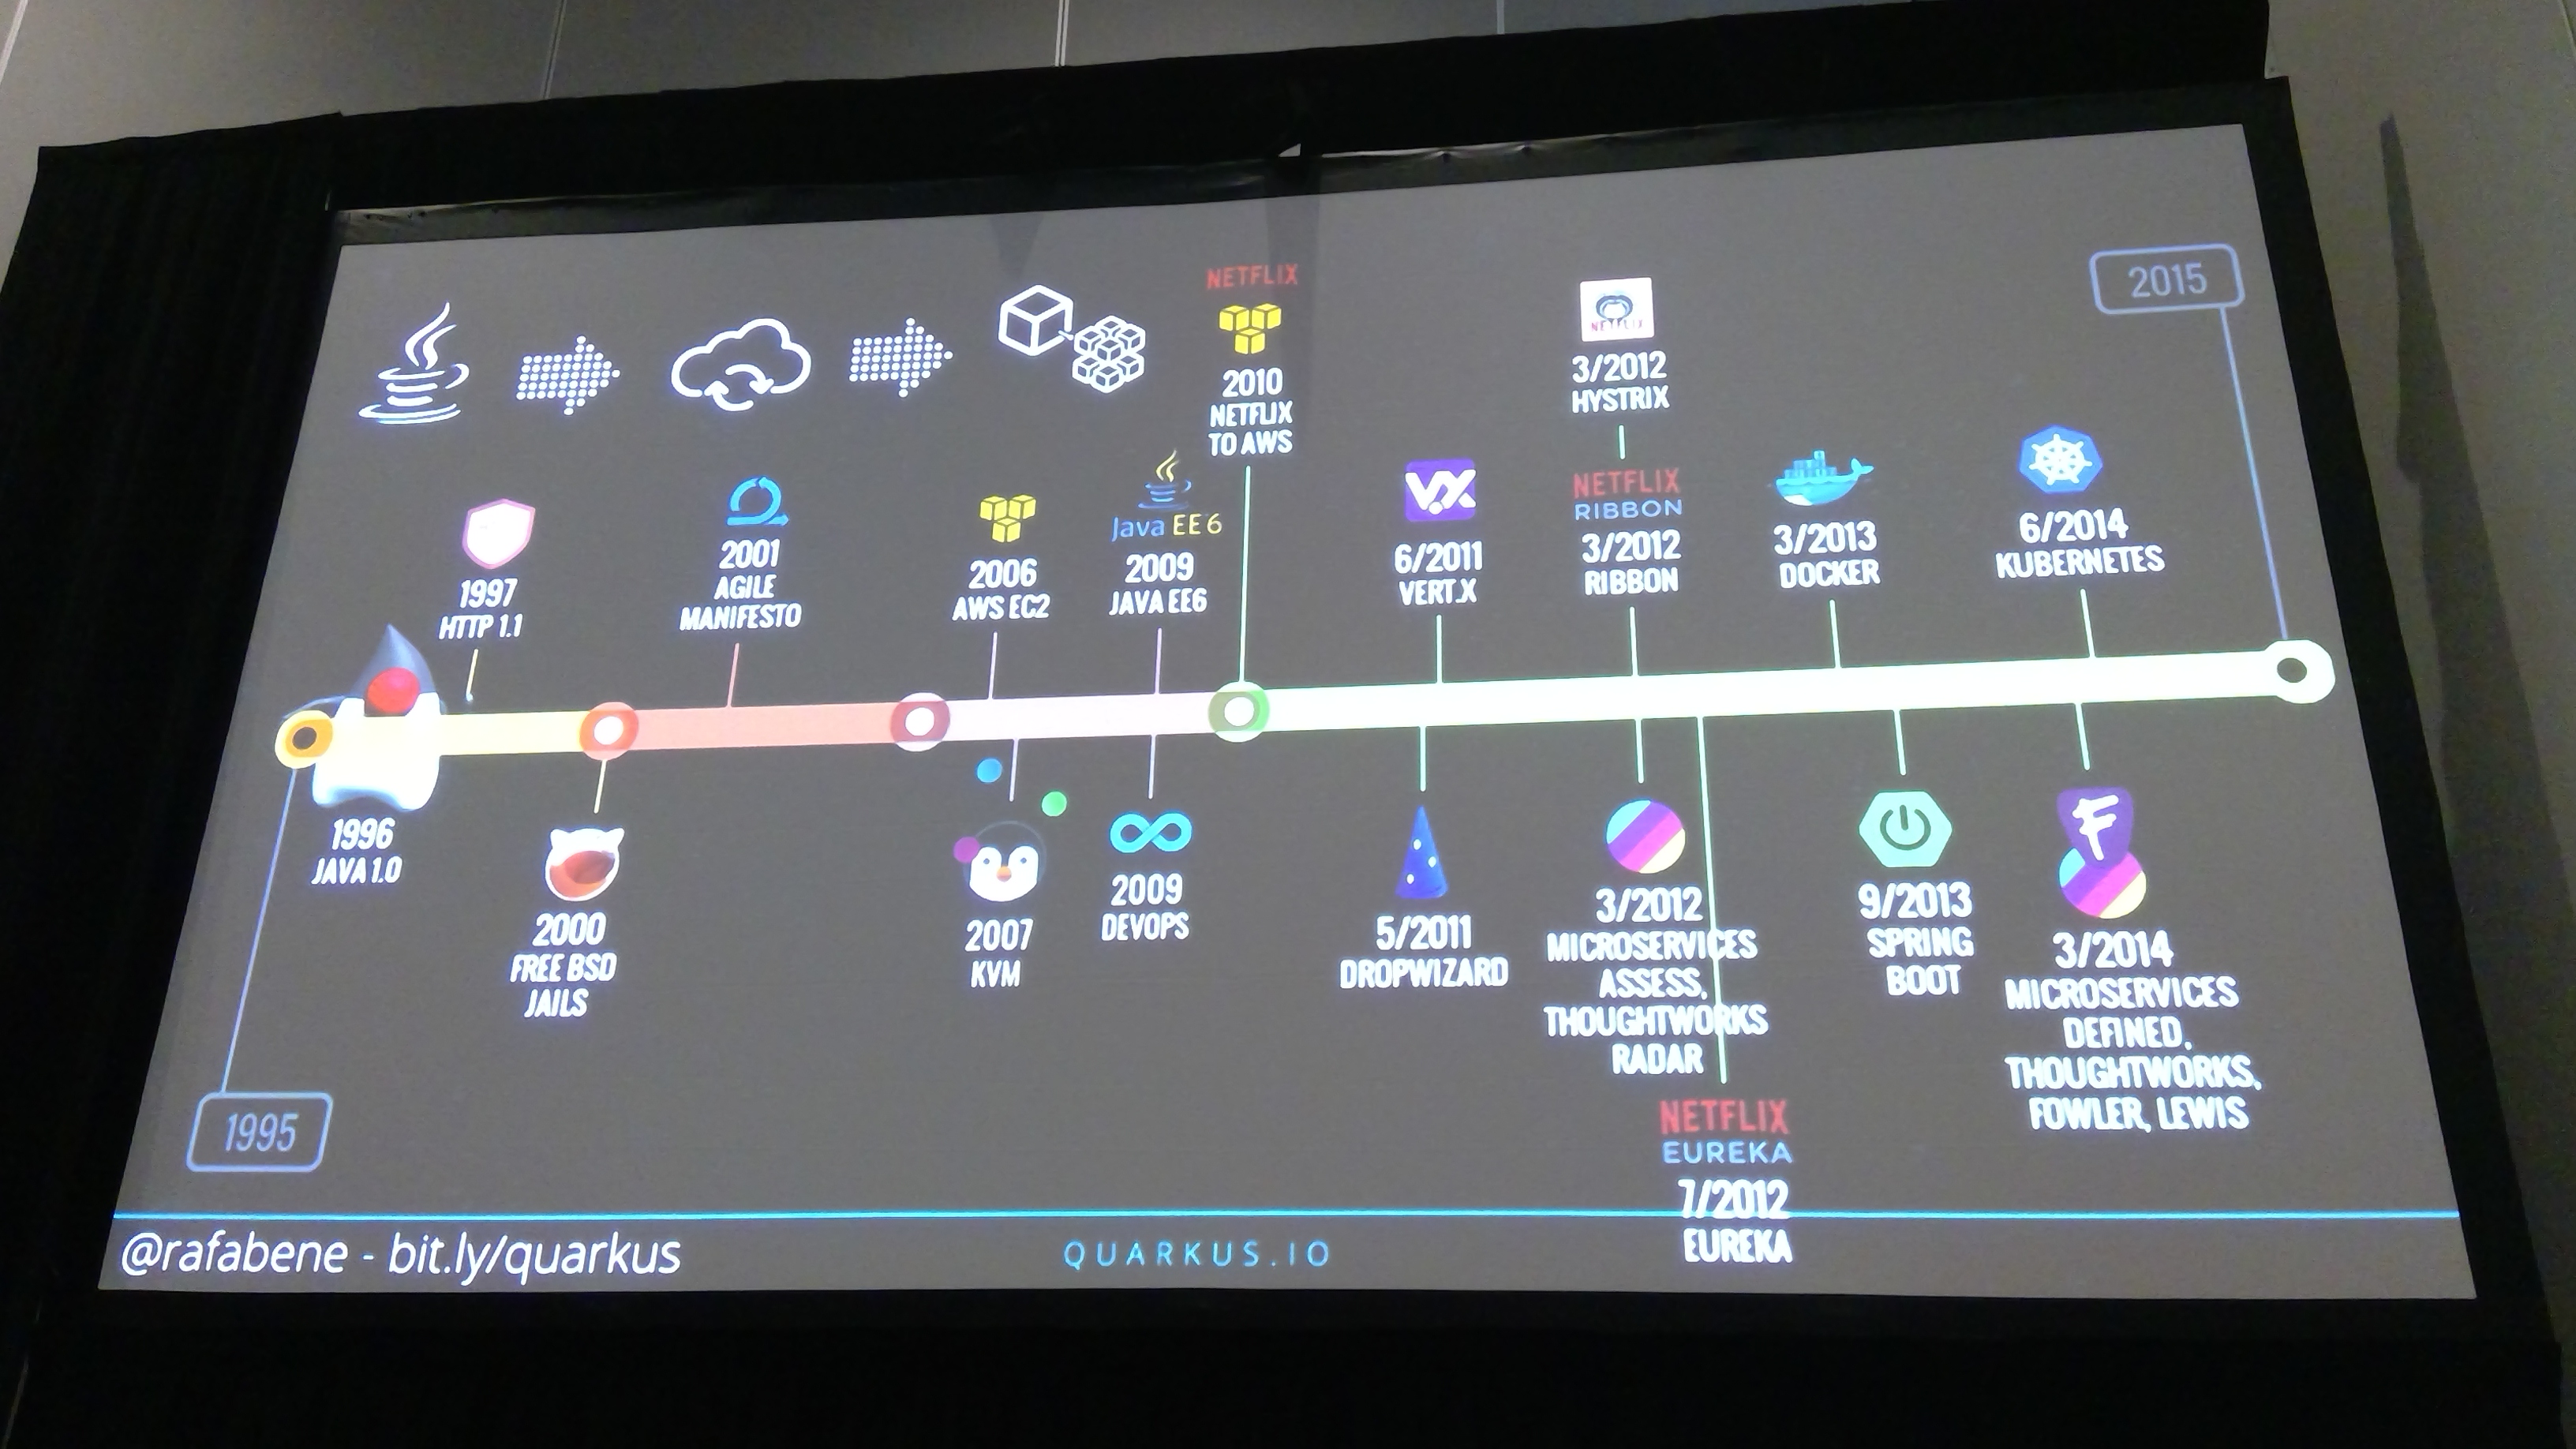 2015
NETFLIX
2010
NETFLIX
TO AWS
NETFLIX
3/2012
HYSTRIX
1997
HTTP 1.1
2001
AGILE
MANIFESTO
2006
AWS EC2
Java EE 6
2009
JAVA EE6
VX
6/2011
VERT.X
NETFLIX
RIBBON
3/2012
RIBBON
3/2013
DOCKER
6/2014
KUBERNETES
1996
JAVA 1.0
2000
FREE BSD
JAILS
2007
KVM
2009
DEVOPS
5/2011
DROPWIZARD
3/2012
MICROSERVICES
ASSESS,
THOUGHTWORKS
RADAR
NETFLIX
EUREKA
7/2012
EUREKA
9/2013
SPRING
BOOT
F
3/2014
MICROSERVICES
DEFINED,
THOUGHTWORKS,
FOWLER, LEWIS
1995
@rafabene - bit.ly/quarkus
QUARKUS.IO